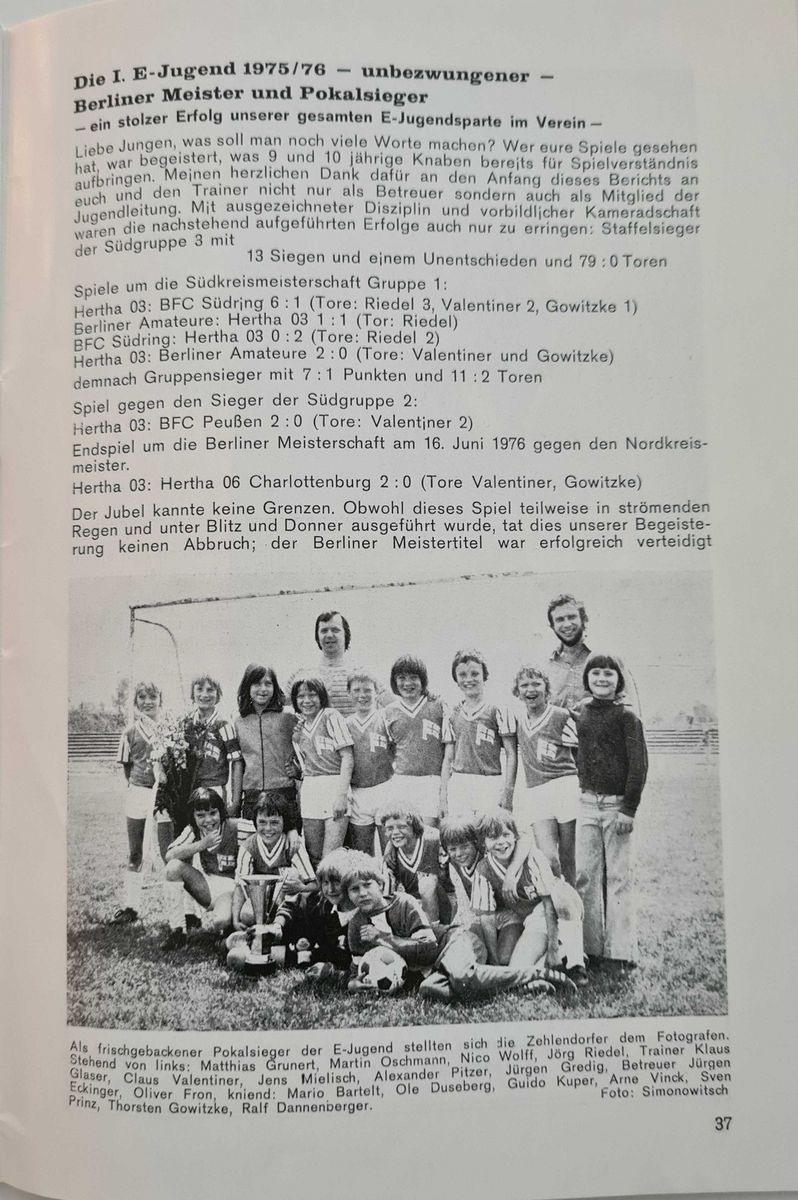 Die I. E-Jugend 1975/76 — unbezwungener —
Berliner Meister und Pokalsieger
— ein stolzer Erfolg unserer gesamten E-Jugendsparte im Verein —
Liebe Jungen, was soll man noch viele Worte machen? Wer eure Spiele gesehen
hat, war begeistert, was 9 und 10 jährige Knaben bereits für Spielverständnis
aufbringen. Meinen herzlichen Dank dafür an den Anfang dieses Berichts an
euch und den Trainer nicht nur als Betreuer sondern auch als Mitglied der
Jugendleitung. Mit ausgezeichneter Disziplin und vorbildlicher Kameradschaft
waren die nachstehend aufgeführten Erfolge auch nur zu erringen: Staffelsieger
der Südgruppe 3 mit
13 Siegen und einem Unentschieden und 79 : 0 Toren
Spiele um die Südkreismeisterschaft Gruppe 1:
Hertha 03: BFC Südring 6 : 1 (Tore: Riedel 3, Valentiner 2, Gowitzke 1)
Berliner Amateure: Hertha 03 1 : 1 (Tor: Riedel)
BFC Südring: Hertha 03 0 : 2 (Tore: Riedel 2)
Hertha 03: Berliner Amateure 2 : 0 (Tore: Valentiner und Gowitzke)
demnach Gruppensieger mit 7 : 1 Punkten und 11 : 2 Toren
Spiel gegen den Sieger der Südgruppe 2:
Hertha 03: BFC Peußen 2 : 0 (Tore: Valentiner 2)
Endspiel um die Berliner Meisterschaft am 16. Juni 1976 gegen den Nordkreis-
meister.
Hertha 03: Hertha 06 Charlottenburg 2 : 0 (Tore Valentiner, Gowitzke)
Der Jubel kannte keine Grenzen. Obwohl dieses Spiel teilweise in strömenden
Regen und unter Blitz und Donner ausgeführt wurde, tat dies unserer Begeiste-
rung keinen Abbruch; der Berliner Meistertitel war erfolgreich verteidigt
Als frischgebackener Pokalsieger der E-Jugend stellten sich die Zehlendorfer dem Fotografen.
Stehend von links: Matthias Grunert, Martin Oschmann, Nico Wolff, Jörg Riedel, Trainer Klaus
Glaser, Claus Valentiner, Jens Mielisch, Alexander Pitzer, Jürgen Gredig, Betreuer Jürgen
Eckinger, Oliver Fron, kniend: Mario Bartelt, Ole Duseberg, Guido Kuper, Arne Vinck, Sven
Prinz, Thorsten Gowitzke, Ralf Dannenberger. Foto: Simonowitsch
37